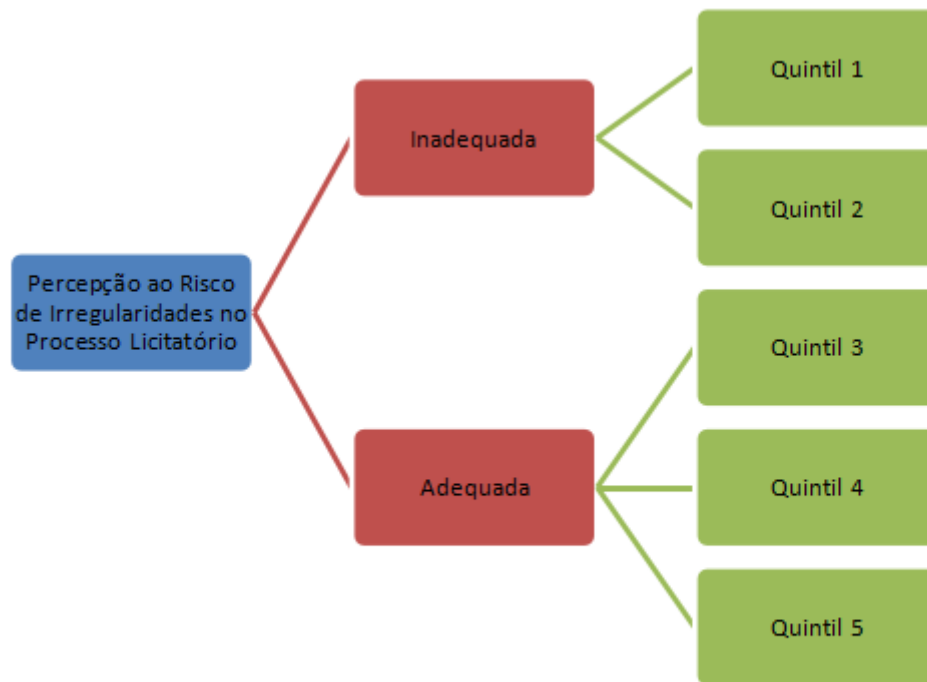 Percepção ao Risco
de Irregularidades no
Processo Licitatório
Inadequada
Adequada
Quintil 1
Quintil 2
Quintil 3
Quintil 4
Quintil 5